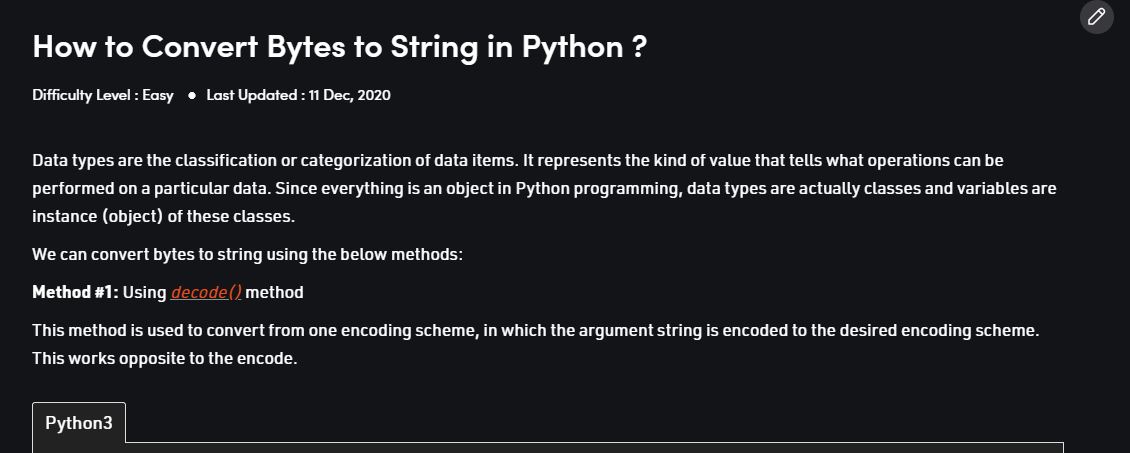 How to Convert Bytes to String in Python ?
Difficulty Level : Easy ● Last Updated : 11 Dec, 2020
Data types are the classification or categorization of data items. It represents the kind of value that tells what operations can be
performed on a particular data. Since everything is an object in Python programming, data types are actually classes and variables are
instance (object) of these classes.
We can convert bytes to string using the below methods:
Method #1: Using decode() method
This method is used to convert from one encoding scheme, in which the argument string is encoded to the desired encoding scheme.
This works opposite to the encode.
Python3